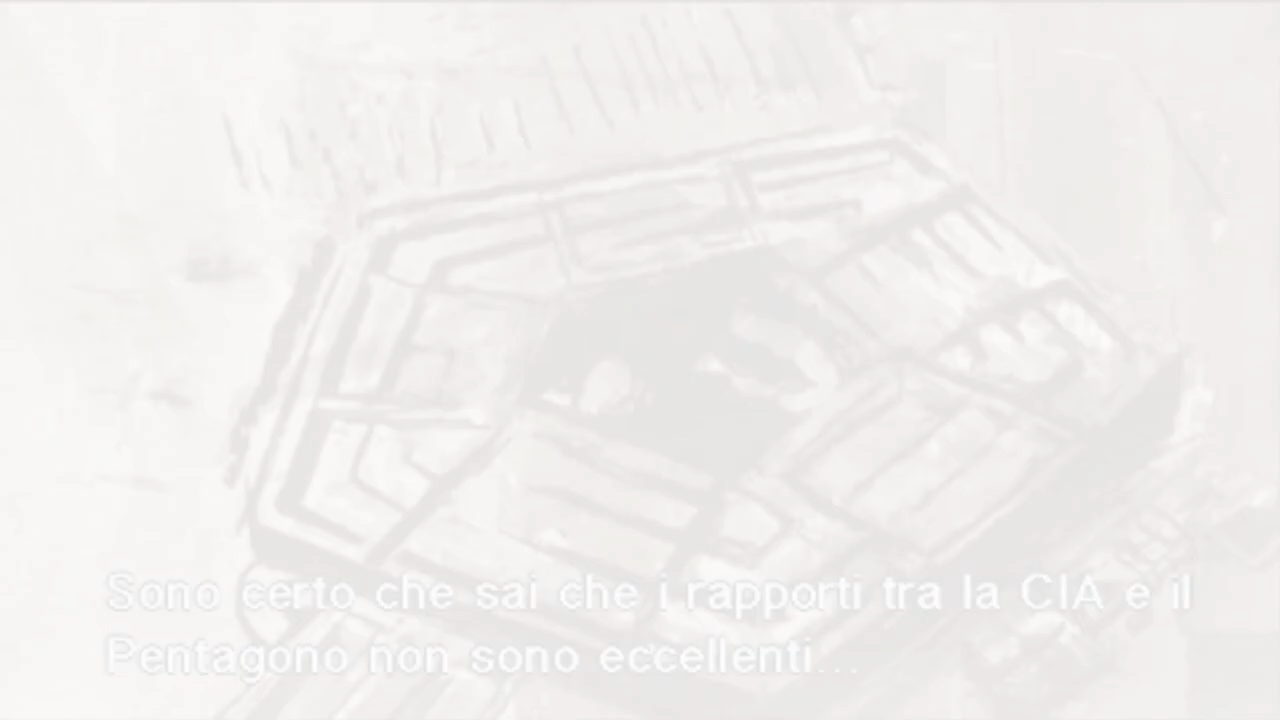 Sono certo che sai che i rapporti tra la CIA e il
Pentagono non sono eccellenti...